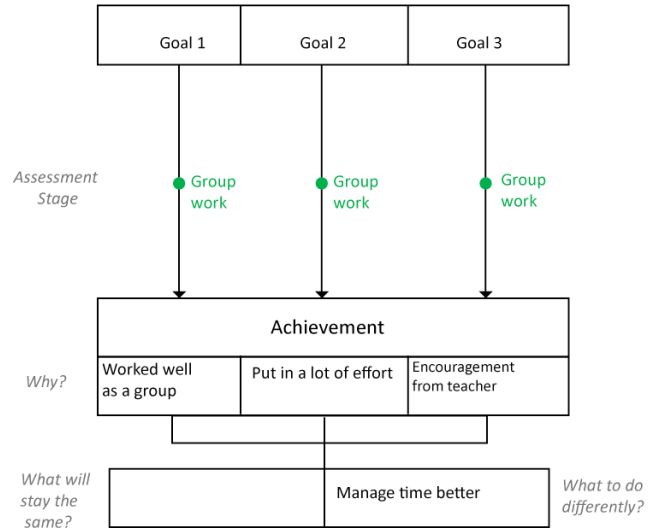 Goal 1
Goal 2
Goal 3
Assessment
Stage
Group
work
Group
work
Group
work
Achievement
Why?
Worked well
as a group
Put in a lot of effort
Encouragement
from teacher
What will
stay the
same?
Manage time better
What to do
differently?